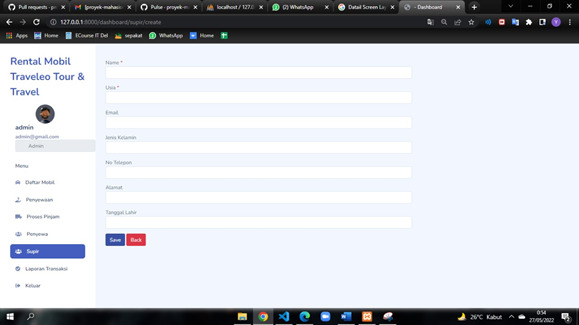 Pull requests - p
[proyek-mahasis
Pulse - proyek-m
localhost / 127.0
(2) WhatsApp
Datail Screen La
- Dashboard
127.0.0.1:8000/dashboard/supir/create
Apps
Home
ECourse IT Del
sepakat
WhatsApp
Home
Rental Mobil
Traveleo Tour &
Travel
admin
admin@gmail.com
Admin
Menu
Daftar Mobil
Penyewaan
Proses Pinjam
Penyewa
Supir
Laporan Transaksi
Keluar
Name *
Usia *
Email
Jenis Kelamin
No Telepon
Alamat
Tanggal Lahir
Save
Back
26°C Kabut
0:54
27/05/2022